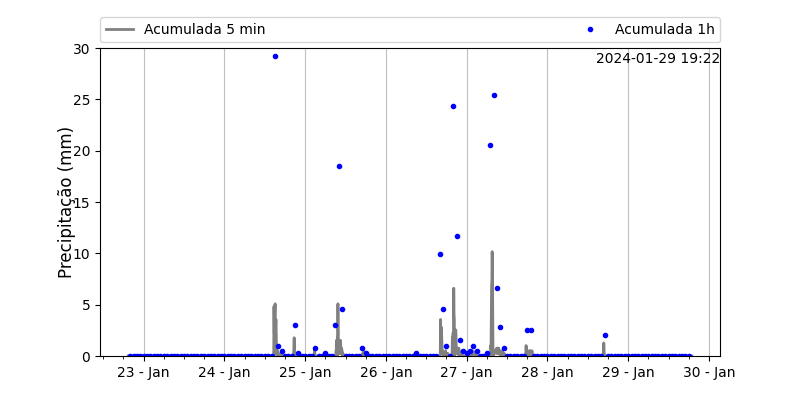 Acumulada 5 min Acumulada 1h
2024-01-29 19:22
Precipitação (mm)
30
25
20
15
10
5
0
23 - Jan 24 - Jan 25 - Jan 26 - Jan 27 - Jan 28 - Jan 29 - Jan 30 - Jan